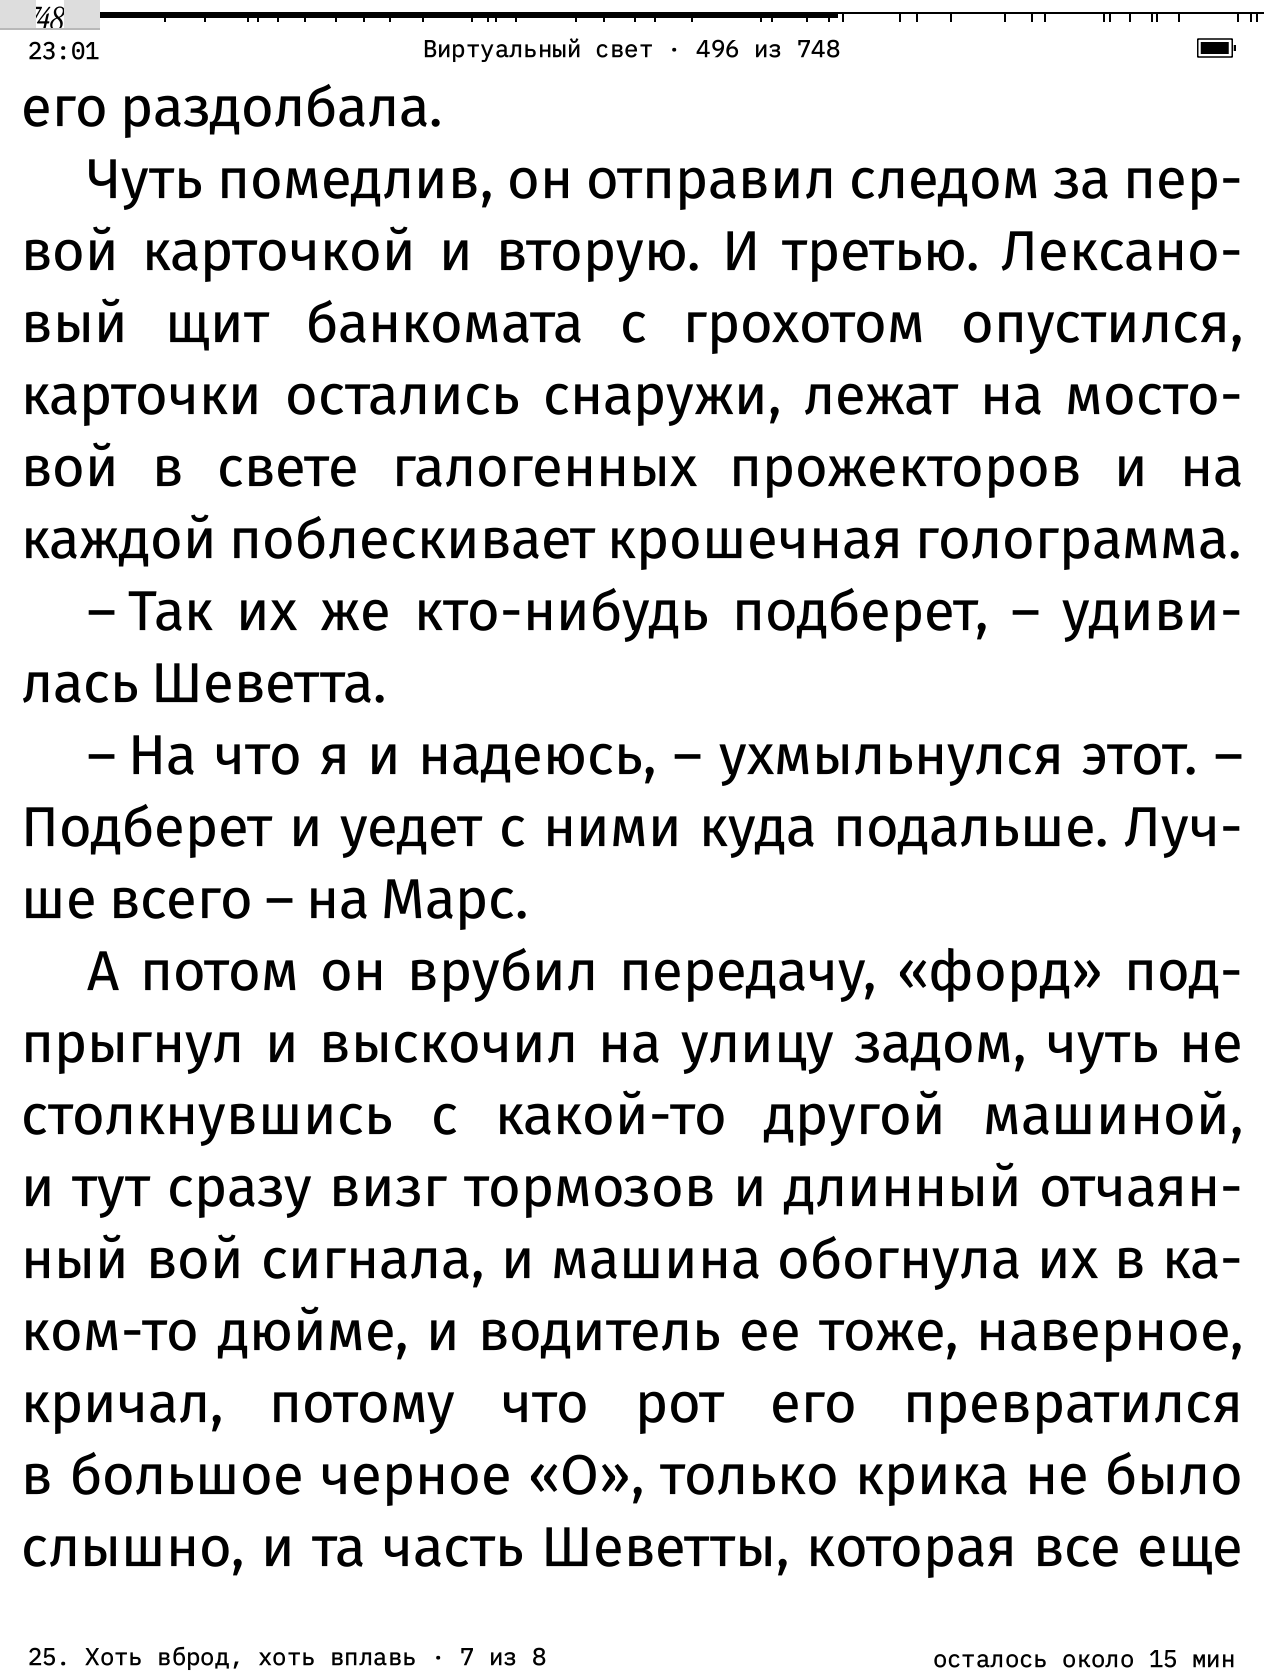 748
23:01
Виртуальный свет · 496 из 748
его раздолбала.
Чуть помедлив, он отправил следом за пер-
вой карточкой и вторую. И третью. Лексано-
вый щит банкомата с грохотом опустился,
карточки остались снаружи, лежат на мосто-
вой в свете галогенных прожекторов и на
каждой поблескивает крошечная голограмма.
– Так их же кто-нибудь подберет, – удиви-
лась Шеветта.
– На что я и надеюсь, – ухмыльнулся этот. –
Подберет и уедет с ними куда подальше. Луч-
ше всего – на Марс.
А потом он врубил передачу, «форд» под-
прыгнул и выскочил на улицу задом, чуть не
столкнувшись с какой-то другой машиной,
и тут сразу визг тормозов и длинный отчаян-
ный вой сигнала, и машина обогнула их в ка-
ком-то дюйме, и водитель ее тоже, наверное,
кричал, потому что рот его превратился
в большое черное «О», только крика не было
слышно, и та часть Шеветты, которая все еще
25. Хоть вброд, хоть вплавь · 7 из 8
осталось около 15 мин